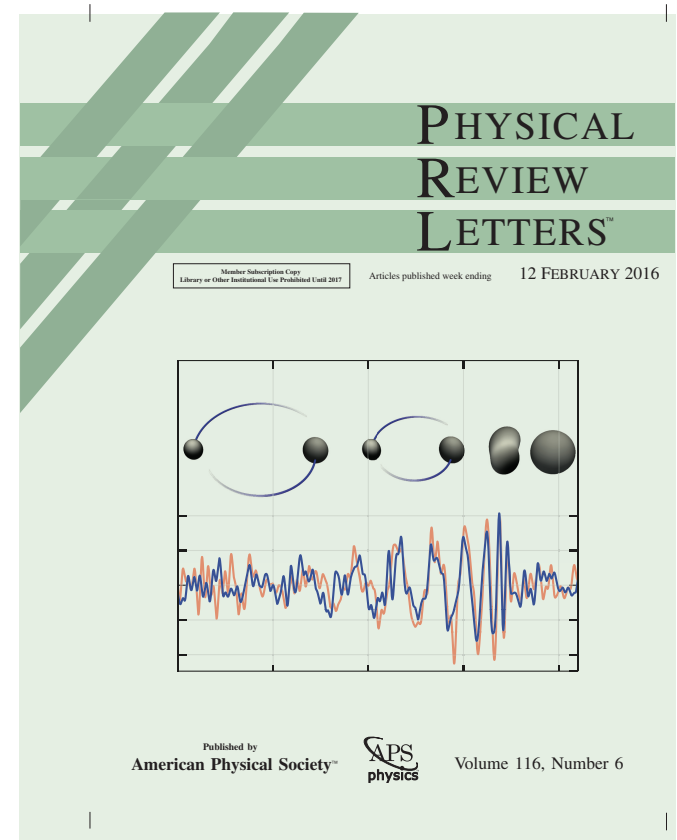 PHYSICAL
REVIEW
LETTERS™
Member Subscription Copy
Library or Other Institutional Use Prohibited Until 2017
Articles published week ending 12 FEBRUARY 2016
Published by
American Physical Society™
APS
physics
Volume 116, Number 6